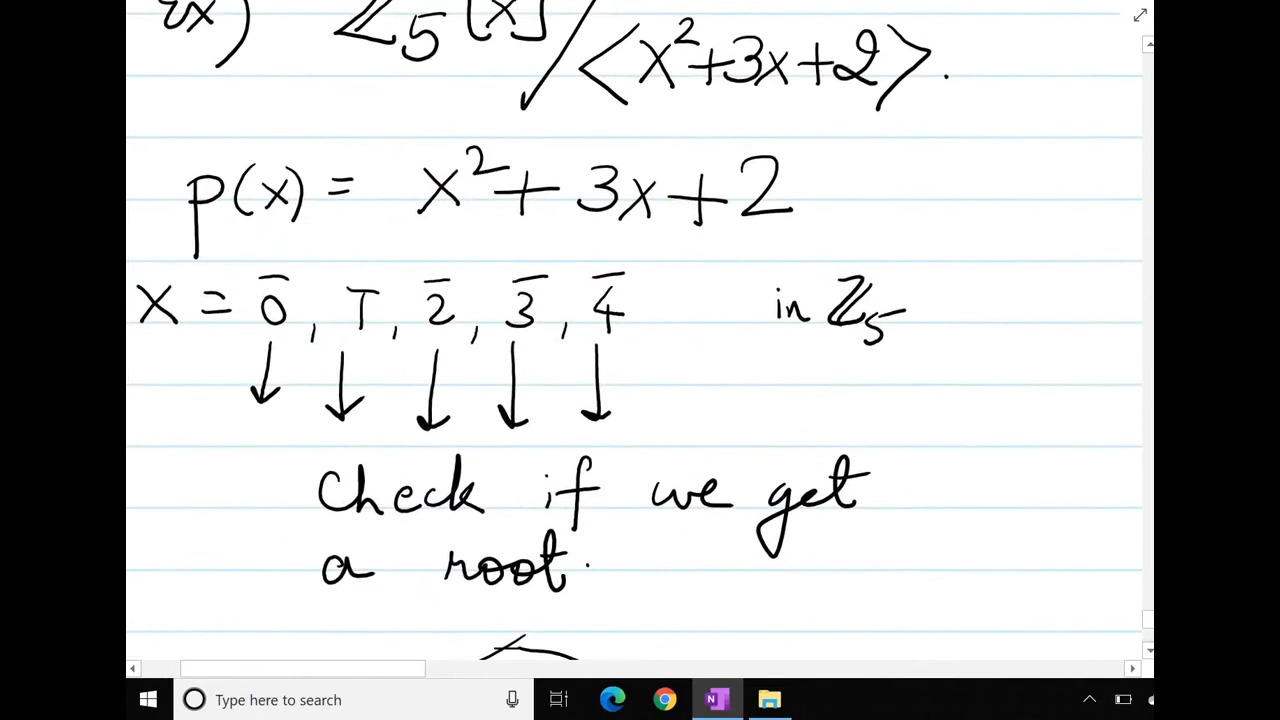 ex) ℤ₅[x]/<x²+3x+2>.
p(x) = x²+3x+2
x = 0̅, 1̅, 2̅, 3̅, 4̅ in ℤ₅
Check if we get
a root.
Type here to search